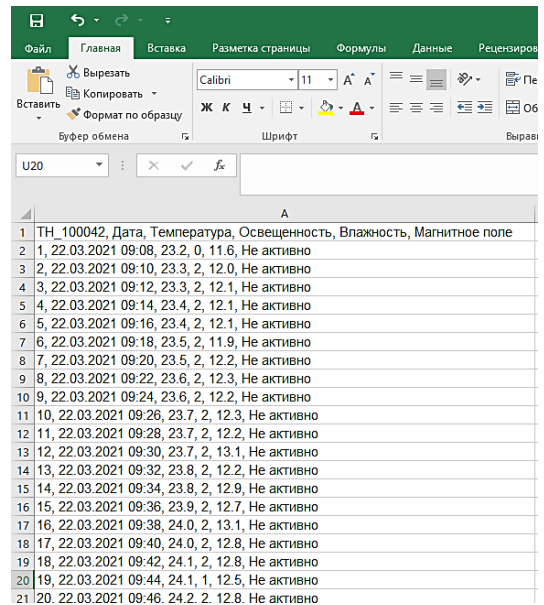 Файл Главная Вставка Разметка страницы Формулы Данные Рецензиров
Вырезать
Копировать
Формат по образцу
Вставить
Calibri 11
Ж К Ч
Пе
Об
Буфер обмена Шрифт Вырав
U20 fx
A
1 TH_100042, Дата, Температура, Освещенность, Влажность, Магнитное поле
2 1, 22.03.2021 09:08, 23.2, 0, 11.6, Не активно
3 2, 22.03.2021 09:10, 23.3, 2, 12.0, Не активно
4 3, 22.03.2021 09:12, 23.3, 2, 12.1, Не активно
5 4, 22.03.2021 09:14, 23.4, 2, 12.1, Не активно
6 5, 22.03.2021 09:16, 23.4, 2, 12.1, Не активно
7 6, 22.03.2021 09:18, 23.5, 2, 11.9, Не активно
8 7, 22.03.2021 09:20, 23.5, 2, 12.2, Не активно
9 8, 22.03.2021 09:22, 23.6, 2, 12.3, Не активно
10 9, 22.03.2021 09:24, 23.6, 2, 12.2, Не активно
11 10, 22.03.2021 09:26, 23.7, 2, 12.3, Не активно
12 11, 22.03.2021 09:28, 23.7, 2, 12.2, Не активно
13 12, 22.03.2021 09:30, 23.7, 2, 13.1, Не активно
14 13, 22.03.2021 09:32, 23.8, 2, 12.2, Не активно
15 14, 22.03.2021 09:34, 23.8, 2, 12.9, Не активно
16 15, 22.03.2021 09:36, 23.9, 2, 12.7, Не активно
17 16, 22.03.2021 09:38, 24.0, 2, 13.1, Не активно
18 17, 22.03.2021 09:40, 24.0, 2, 12.8, Не активно
19 18, 22.03.2021 09:42, 24.1, 2, 12.8, Не активно
20 19, 22.03.2021 09:44, 24.1, 1, 12.5, Не активно
21 20, 22.03.2021 09:46, 24.2, 2, 12.8, Не активно